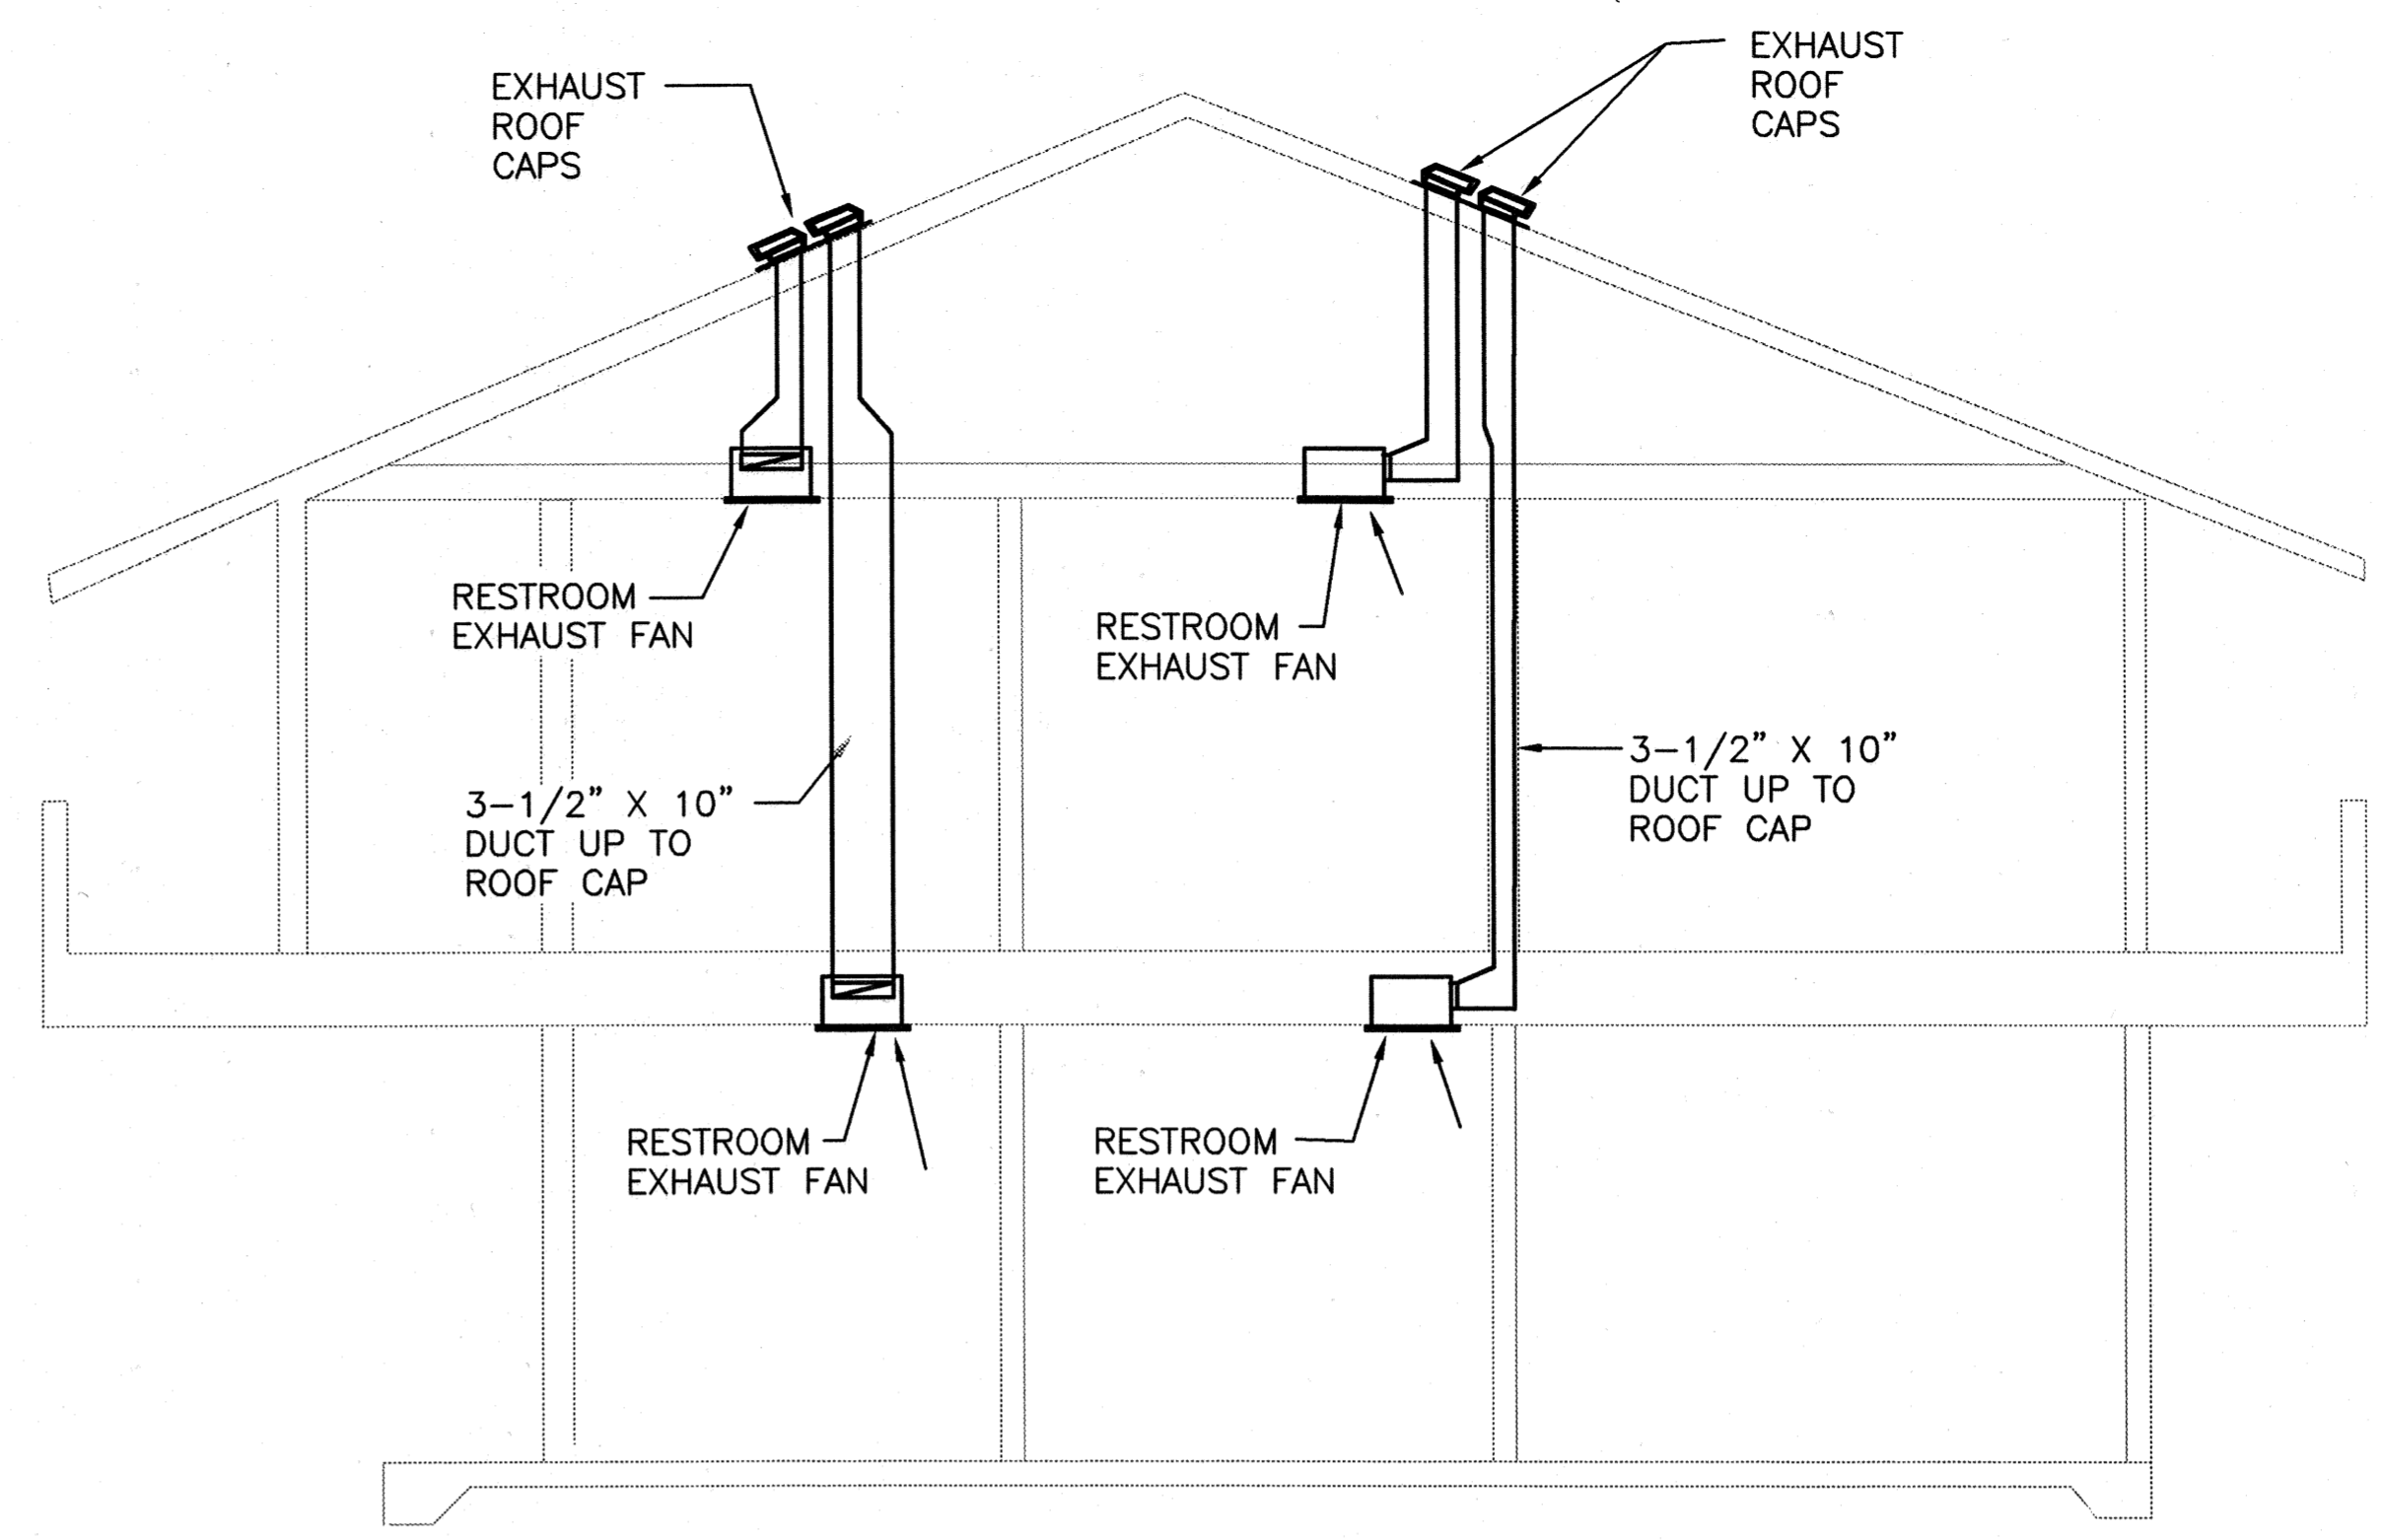 EXHAUST
ROOF
CAPS
EXHAUST
ROOF
CAPS
RESTROOM
EXHAUST FAN
RESTROOM
EXHAUST FAN
3-1/2" X 10"
DUCT UP TO
ROOF CAP
3-1/2" X 10"
DUCT UP TO
ROOF CAP
RESTROOM
EXHAUST FAN
RESTROOM
EXHAUST FAN